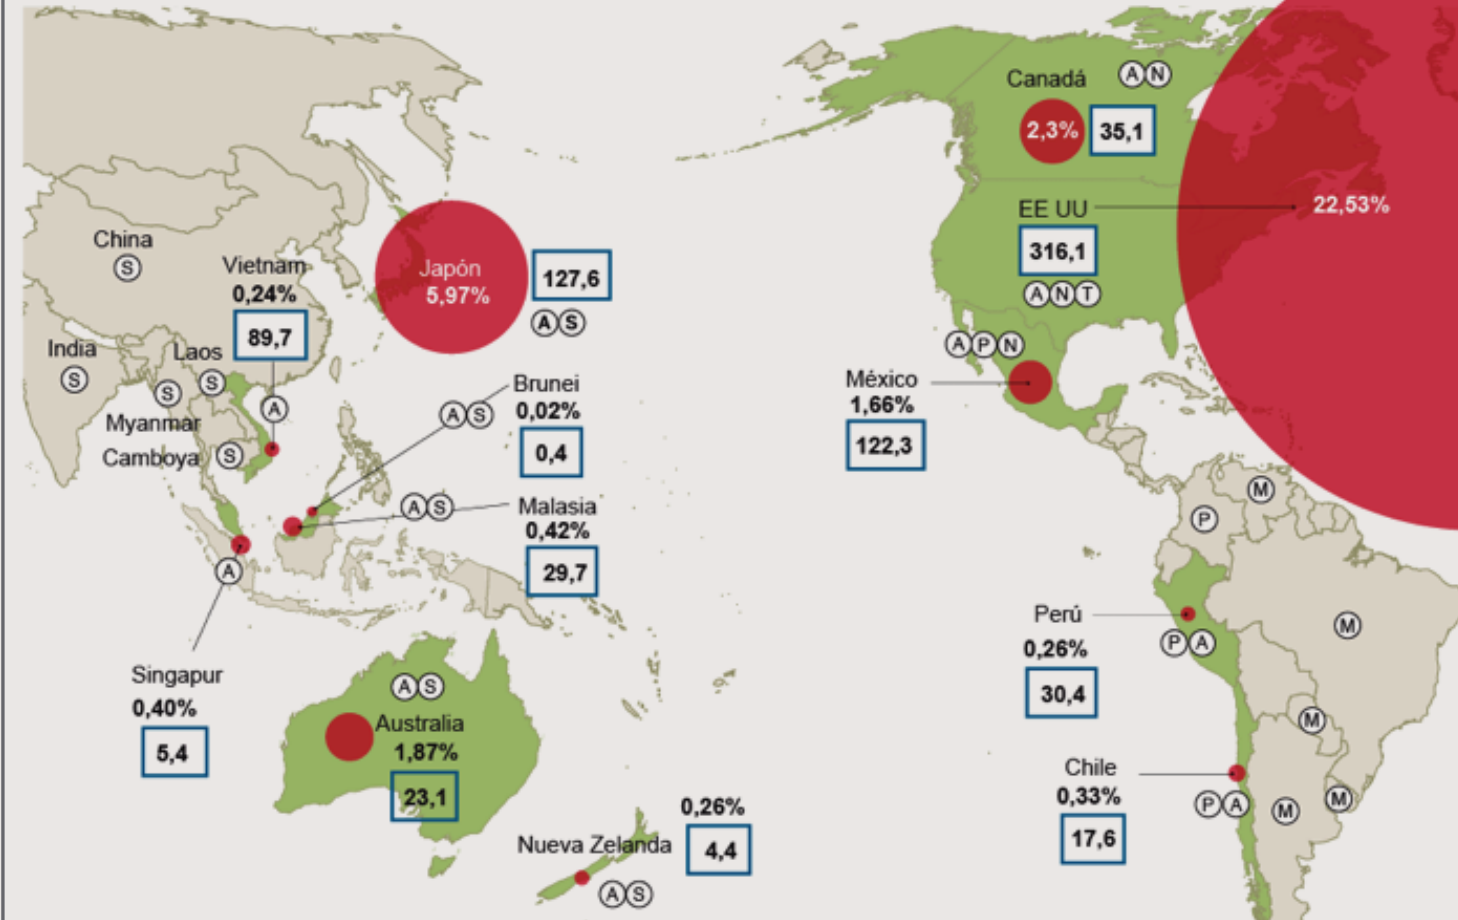 Canadá
A N
2,3%
35,1
EE UU
22,53%
316,1
A N T
China
S
Vietnam
0,24%
89,7
A
Japón
5,97%
127,6
A S
India
S
Laos
S
S
Myanmar
Camboya
S
Brunei
0,02%
0,4
A S
Malasia
0,42%
29,7
A S
A
Singapur
0,40%
5,4
A S
Australia
1,87%
23,1
Nueva Zelanda
0,26%
4,4
A S
A P N
México
1,66%
122,3
M
P
Perú
0,26%
30,4
P A
M
M
Chile
0,33%
17,6
P A
M
M